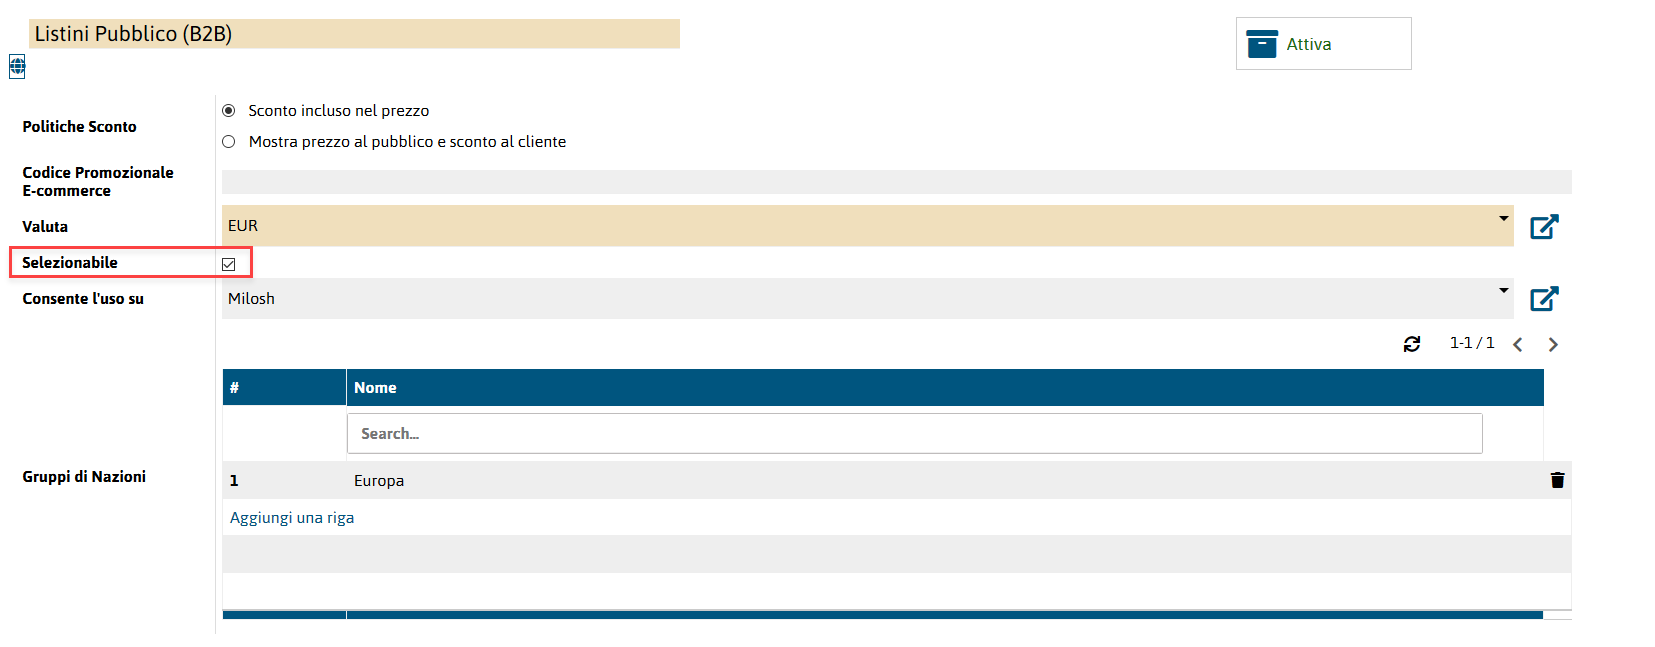 Listini Pubblico (B2B)
Attiva
Politiche Sconto
Sconto incluso nel prezzo
Mostra prezzo al pubblico e sconto al cliente
Codice Promozionale
E-commerce
Valuta
EUR
Selezionabile
Consente l'uso su
Milosh
1-1 / 1
# Nome
Search...
Gruppi di Nazioni
1 Europa
Aggiungi una riga